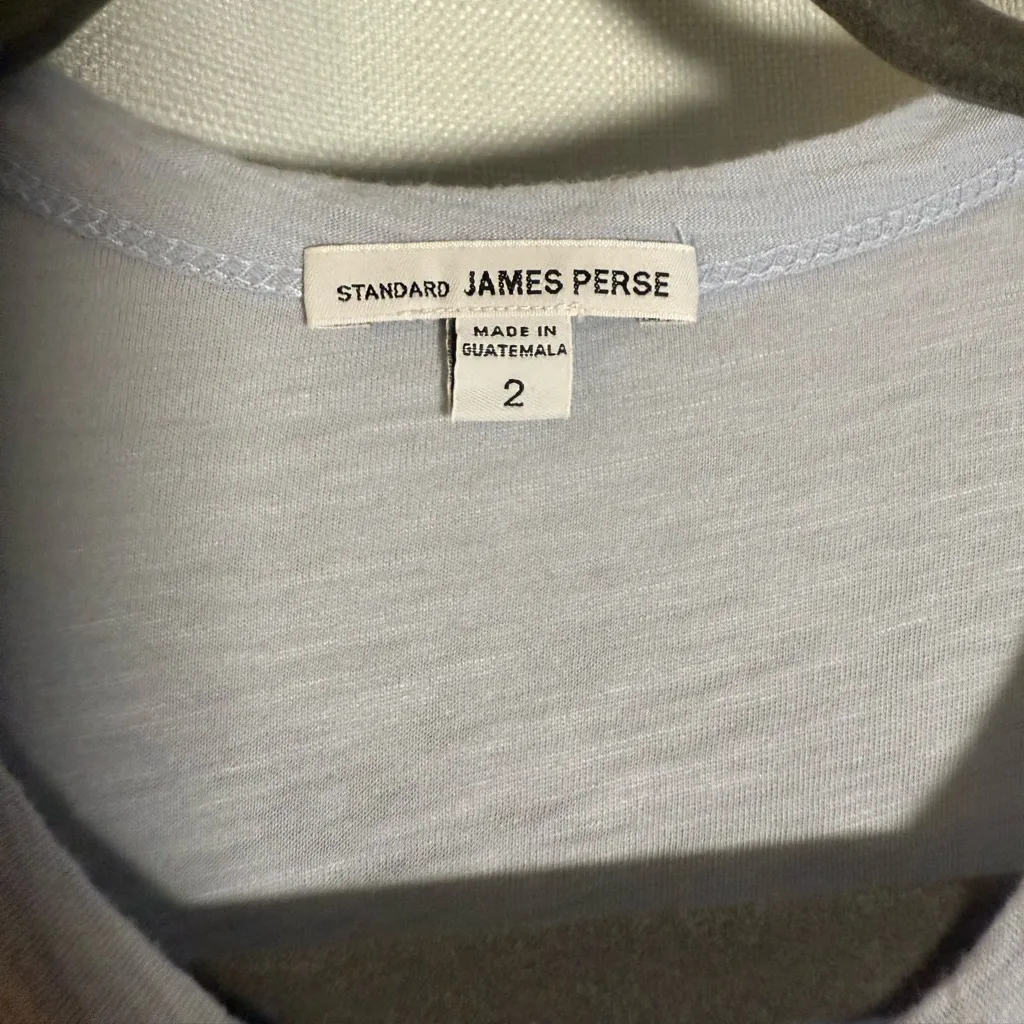 STANDARD JAMES PERSE
MADE IN
GUATEMALA
2